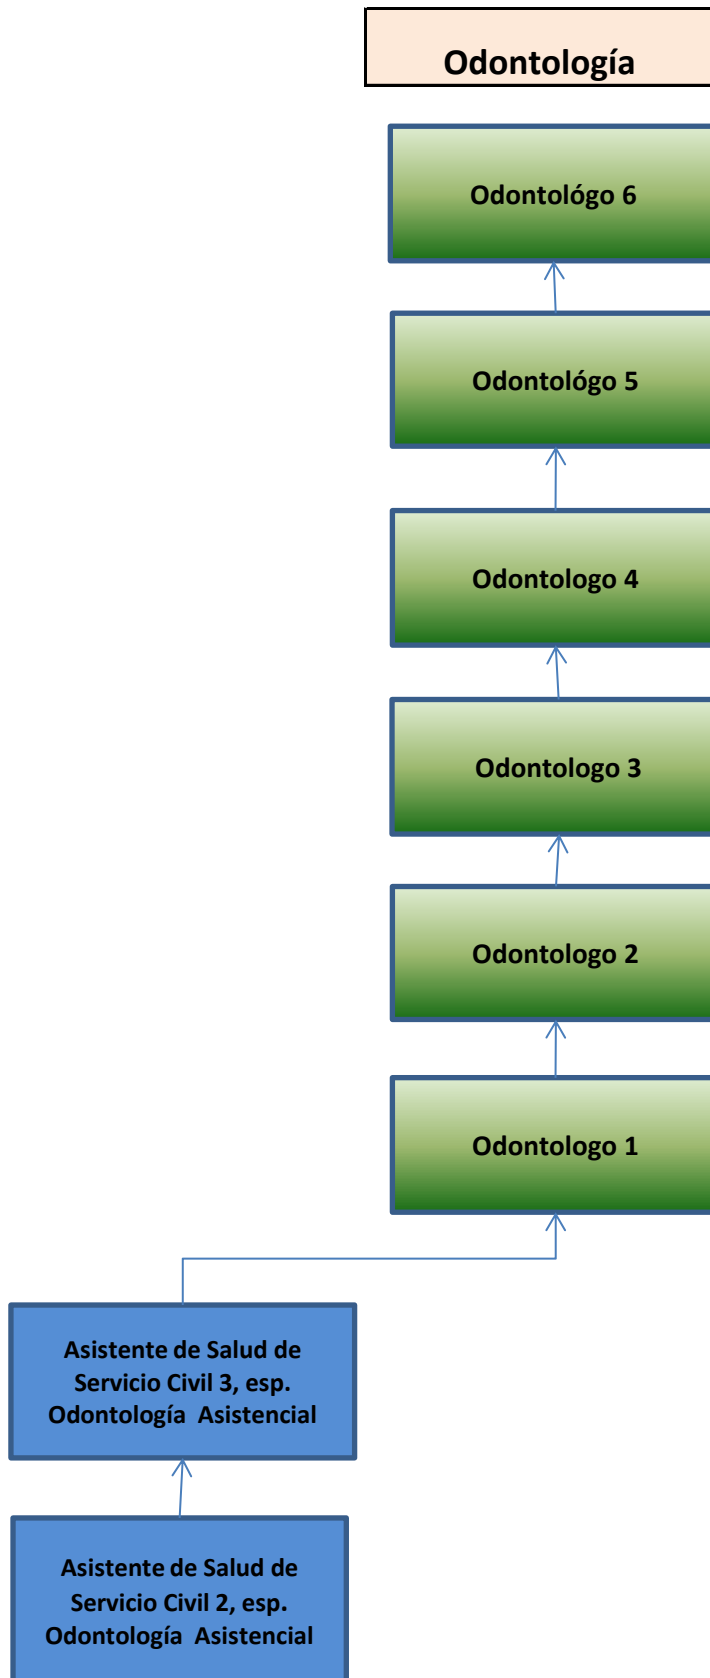 Odontología
Odontológo 6
Odontológo 5
Odontologo 4
Odontologo 3
Odontologo 2
Odontologo 1
Asistente de Salud de
Servicio Civil 3, esp.
Odontología Asistencial
Asistente de Salud de
Servicio Civil 2, esp.
Odontología Asistencial